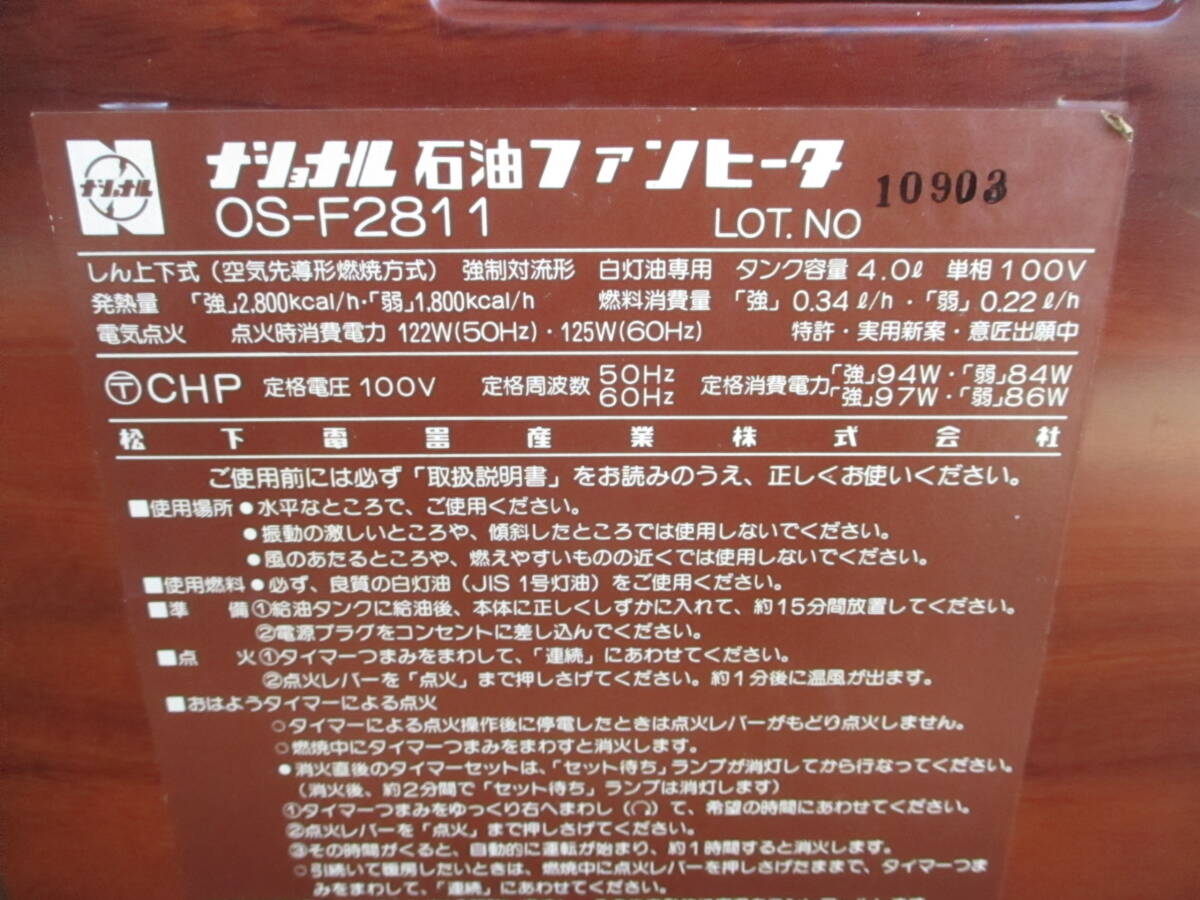 ナショナル
ナショナル 石油ファンヒータ
OS-F2811 LOT. NO 10903
しん上下式（空気先導形燃焼方式） 強制対流形 白灯油専用 タンク容量 4.0ℓ 単相 100V
発熱量 「強」2,800kcal/h・「弱」1,800kcal/h 燃料消費量 「強」0.34ℓ/h・「弱」0.22ℓ/h
電気点火 点火時消費電力 122W(50Hz)・125W(60Hz) 特許・実用新案・意匠出願中
〒CHP 定格電圧 100V 定格周波数 50Hz 定格消費電力 「強」94W・「弱」84W
60Hz 「強」97W・「弱」86W
松下電器産業株式会社
ご使用前には必ず「取扱説明書」をお読みのうえ、正しくお使いください。
■使用場所 ●水平なところで、ご使用ください。
●振動の激しいところや、傾斜したところでは使用しないでください。
●風のあたるところや、燃えやすいものの近くでは使用しないでください。
■使用燃料 ●必ず、良質の白灯油（JIS 1号灯油）をご使用ください。
■準 備 ①給油タンクに給油後、本体に正しくしずかに入れて、約15分間放置してください。
②電源プラグをコンセントに差し込んでください。
■点 火 ①タイマーつまみをまわして、「連続」にあわせてください。
②点火レバーを「点火」まで押しさげてください。約1分後に温風が出ます。
■おはようタイマーによる点火
○タイマーによる点火操作後に停電したときは点火レバーがもどり点火しません。
○燃焼中にタイマーつまみをまわすと消火します。
●消火直後のタイマーセットは、「セット待ち」ランプが消灯してから行なってください。
（消火後、約2分間で「セット待ち」ランプは消灯します）
①タイマーつまみをゆっくり右へまわし（↷）て、希望の時間にあわせてください。
②点火レバーを「点火」まで押しさげてください。
③その時間がくると、自動的に運転が始まり、約1時間すると消火します。
○引続いて暖房したいときは、燃焼中に点火レバーを押しさげたままで、タイマーつま
みをまわして、「連続」にあわせてください。